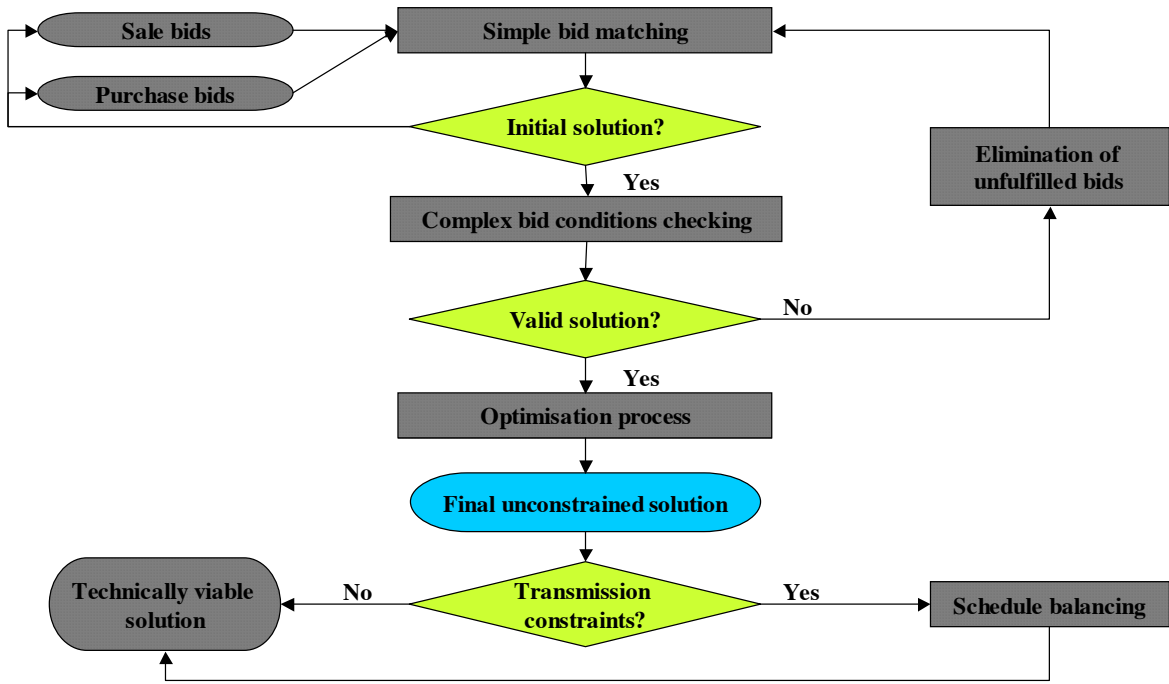 Sale bids
Simple bid matching
Purchase bids
Initial solution?
Elimination of
unfulfilled bids
Yes
Complex bid conditions checking
Valid solution?
No
Yes
Optimisation process
Final unconstrained solution
Technically viable
solution
No
Transmission
constraints?
Yes
Schedule balancing